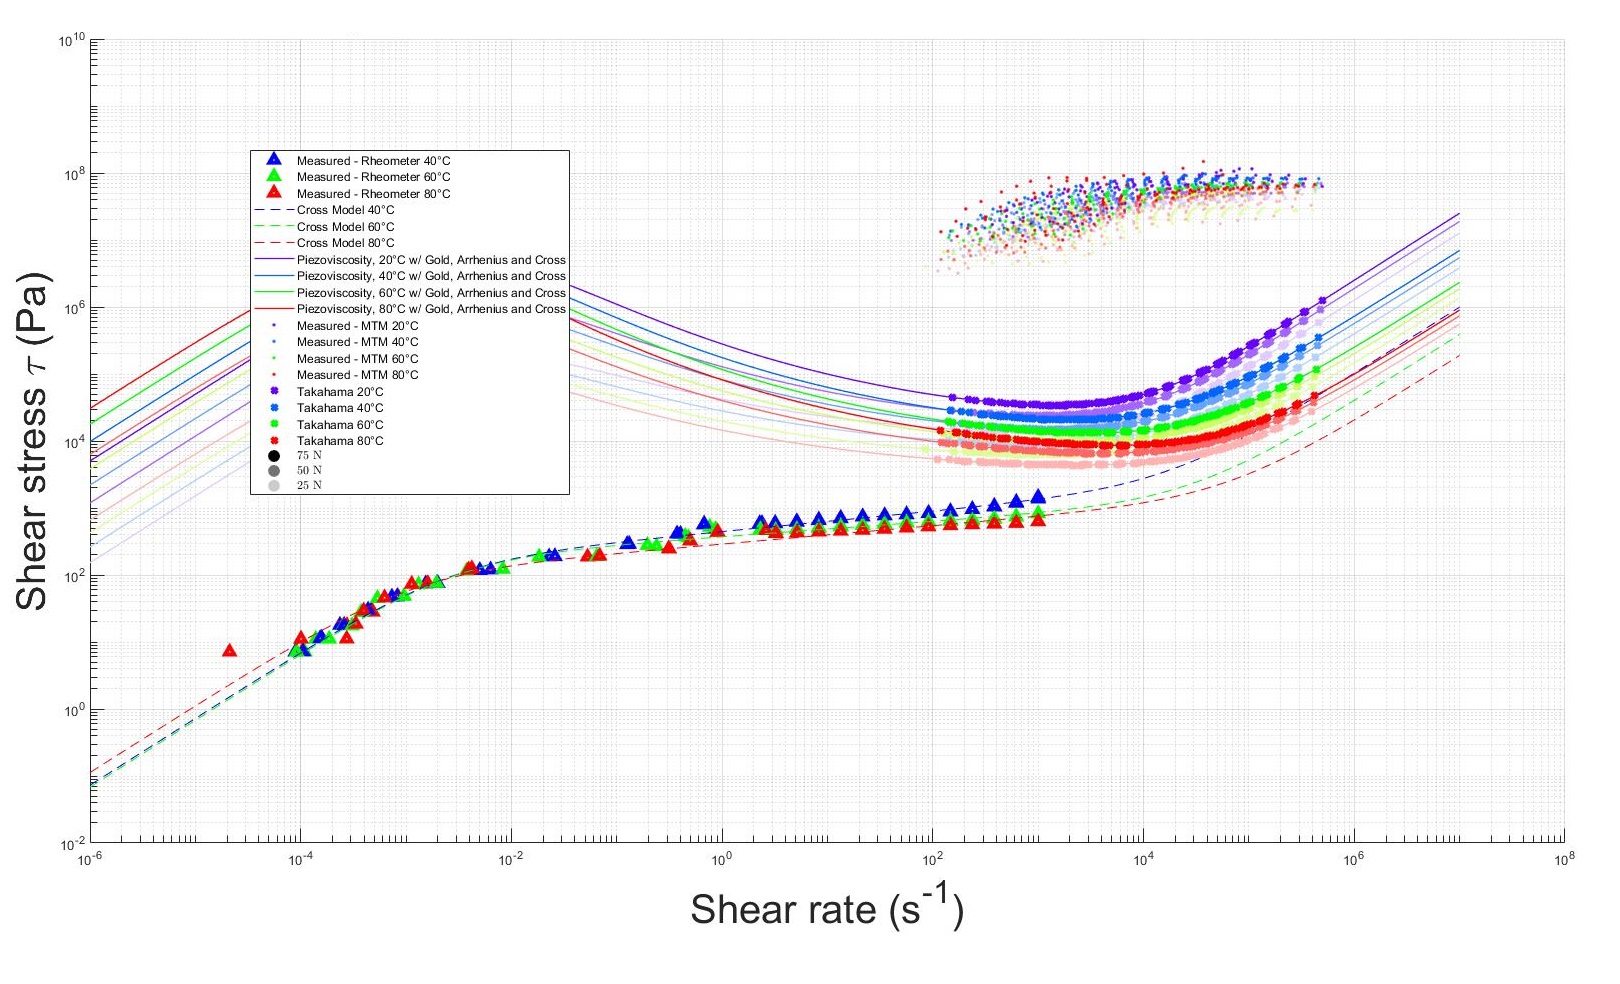 10^10
10^8
10^6
10^4
10^2
10^0
10^-2
Shear stress τ (Pa)
Measured - Rheometer 40°C
Measured - Rheometer 60°C
Measured - Rheometer 80°C
Cross Model 40°C
Cross Model 60°C
Cross Model 80°C
Piezoviscosity, 20°C w/ Gold, Arrhenius and Cross
Piezoviscosity, 40°C w/ Gold, Arrhenius and Cross
Piezoviscosity, 60°C w/ Gold, Arrhenius and Cross
Piezoviscosity, 80°C w/ Gold, Arrhenius and Cross
Measured - MTM 20°C
Measured - MTM 40°C
Measured - MTM 60°C
Measured - MTM 80°C
Takahama 20°C
Takahama 40°C
Takahama 60°C
Takahama 80°C
75 N
50 N
25 N
10^-6 10^-4 10^-2 10^0 10^2 10^4 10^6 10^8
Shear rate (s^-1)